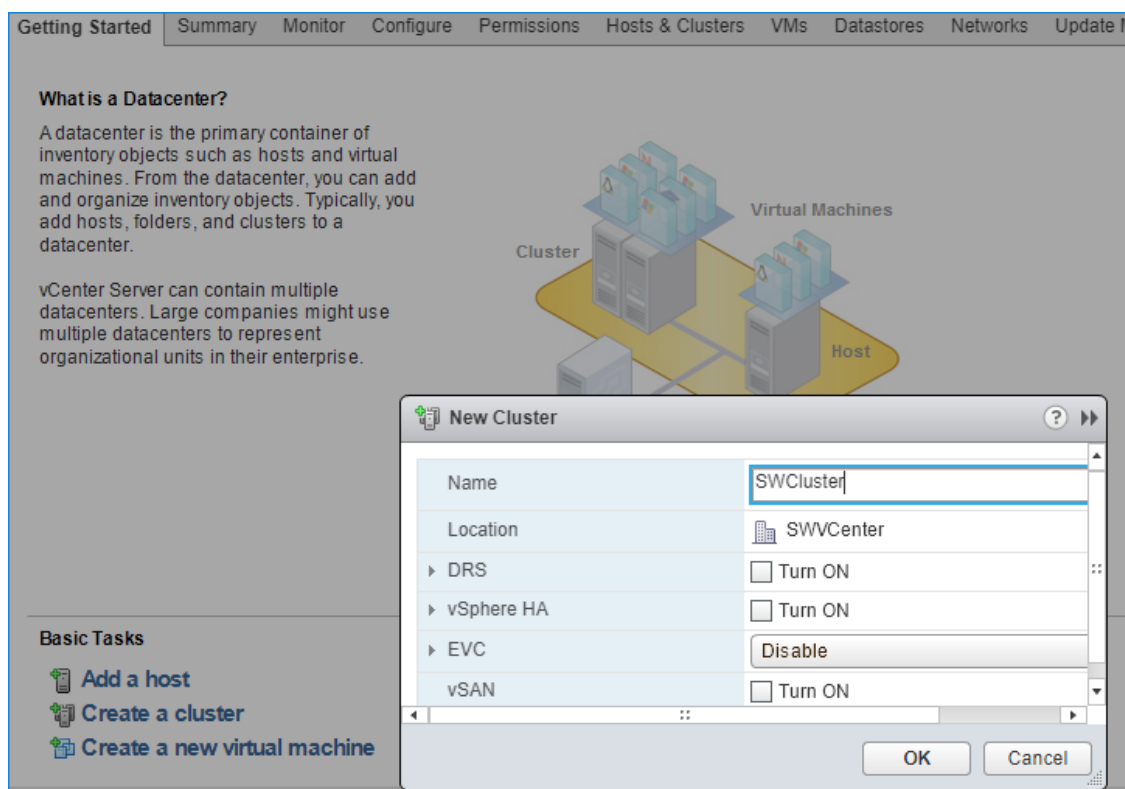 Getting Started Summary Monitor Configure Permissions Hosts & Clusters VMs Datastores Networks Update
What is a Datacenter?
A datacenter is the primary container of
inventory objects such as hosts and virtual
machines. From the datacenter, you can add
and organize inventory objects. Typically, you
add hosts, folders, and clusters to a
datacenter.
vCenter Server can contain multiple
datacenters. Large companies might use
multiple datacenters to represent
organizational units in their enterprise.
Virtual Machines
Cluster
Host
New Cluster
?
Name SWCluster
Location SWVCenter
DRS Turn ON
vSphere HA Turn ON
EVC Disable
vSAN Turn ON
OK Cancel
Basic Tasks
Add a host
Create a cluster
Create a new virtual machine